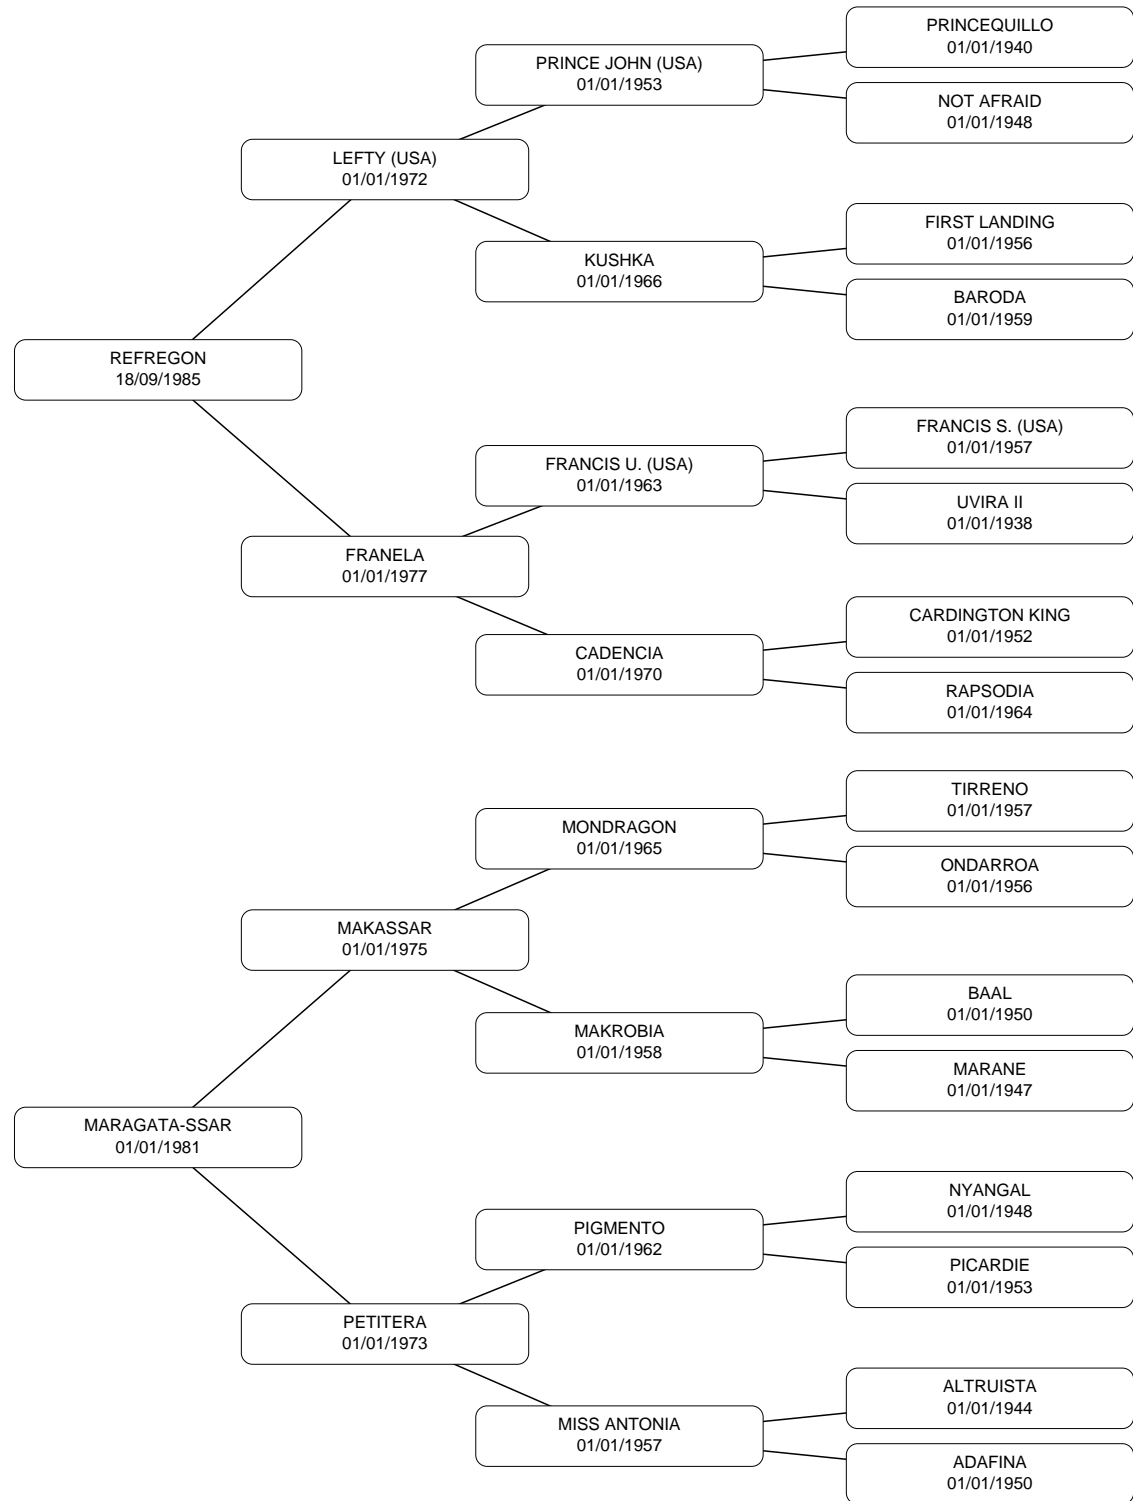 PRINCEQUILLO
01/01/1940
PRINCE JOHN (USA)
01/01/1953
NOT AFRAID
01/01/1948
LEFTY (USA)
01/01/1972
FIRST LANDING
01/01/1956
KUSHKA
01/01/1966
BARODA
01/01/1959
REFREGON
18/09/1985
FRANCIS S. (USA)
01/01/1957
FRANCIS U. (USA)
01/01/1963
UVIRA II
01/01/1938
FRANELA
01/01/1977
CARDINGTON KING
01/01/1952
CADENCIA
01/01/1970
RAPSODIA
01/01/1964
TIRRENO
01/01/1957
MONDRAGON
01/01/1965
ONDARROA
01/01/1956
MAKASSAR
01/01/1975
BAAL
01/01/1950
MAKROBIA
01/01/1958
MARANE
01/01/1947
MARAGATA-SSAR
01/01/1981
NYANGAL
01/01/1948
PIGMENTO
01/01/1962
PICARDIE
01/01/1953
PETITERA
01/01/1973
ALTRUISTA
01/01/1944
MISS ANTONIA
01/01/1957
ADAFINA
01/01/1950